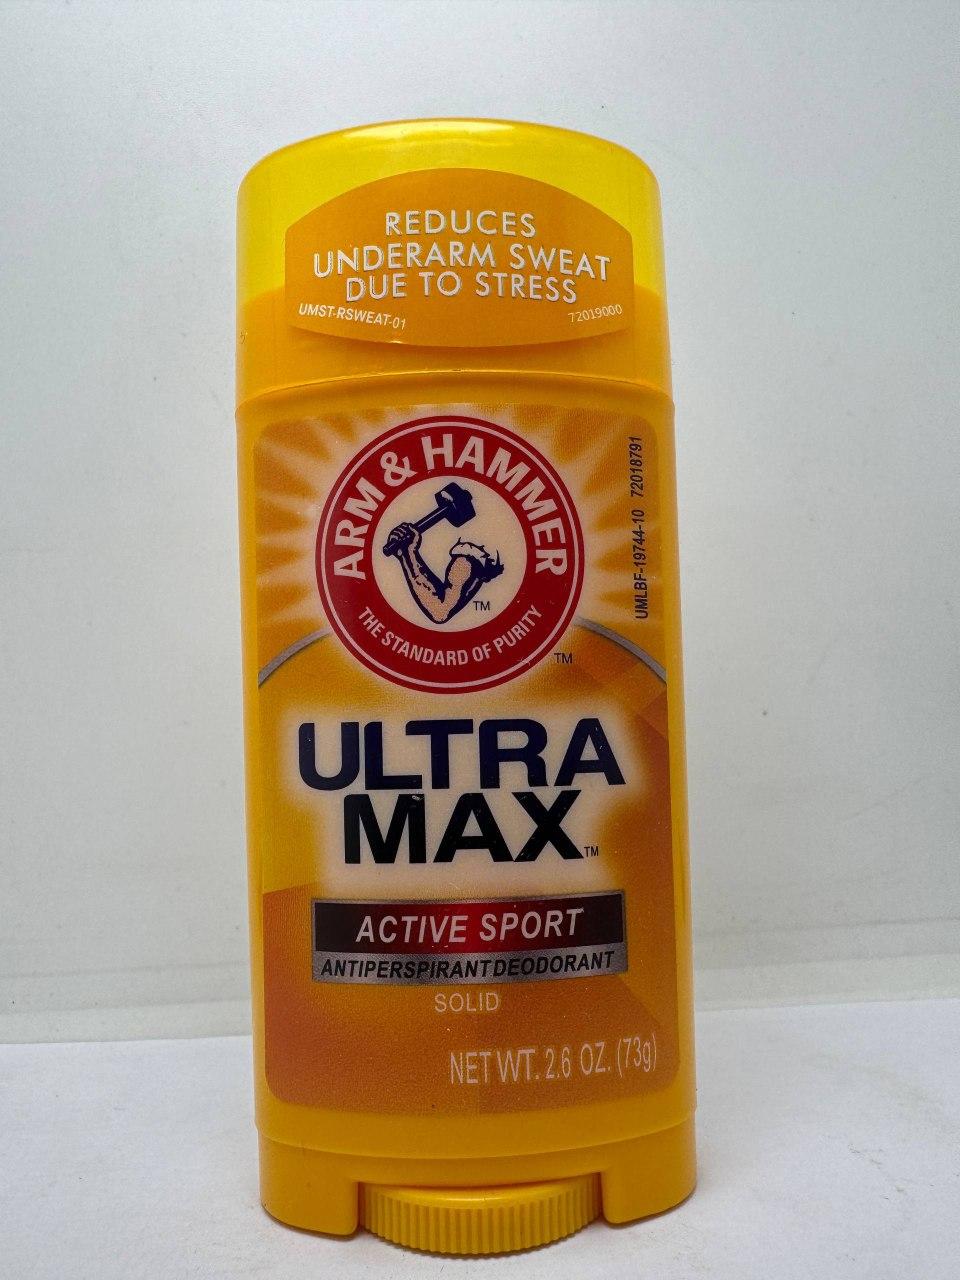 REDUCES
UNDERARM SWEAT
DUE TO STRESS
UMST-RSWEAT-01
72019000
ARM & HAMMER
TM
THE STANDARD OF PURITY
TM
UMLBF-19744-10 72018791
ULTRA
MAX TM
ACTIVE SPORT
ANTIPERSPIRANT DEODORANT
SOLID
NET WT. 2.6 OZ. (73g)